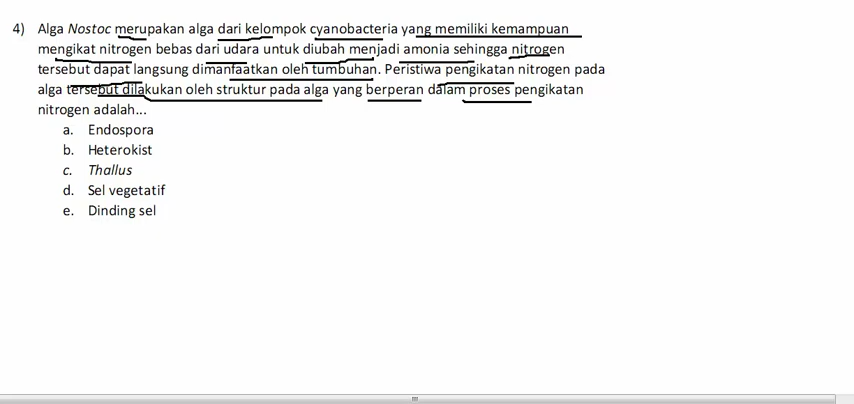 4) Alga Nostoc merupakan alga dari kelompok cyanobacteria yang memiliki kemampuan
mengikat nitrogen bebas dari udara untuk diubah menjadi amonia sehingga nitrogen
tersebut dapat langsung dimanfaatkan oleh tumbuhan. Peristiwa pengikatan nitrogen pada
alga tersebut dilakukan oleh struktur pada alga yang berperan dalam proses pengikatan
nitrogen adalah...
a. Endospora
b. Heterokist
c. Thallus
d. Sel vegetatif
e. Dinding sel